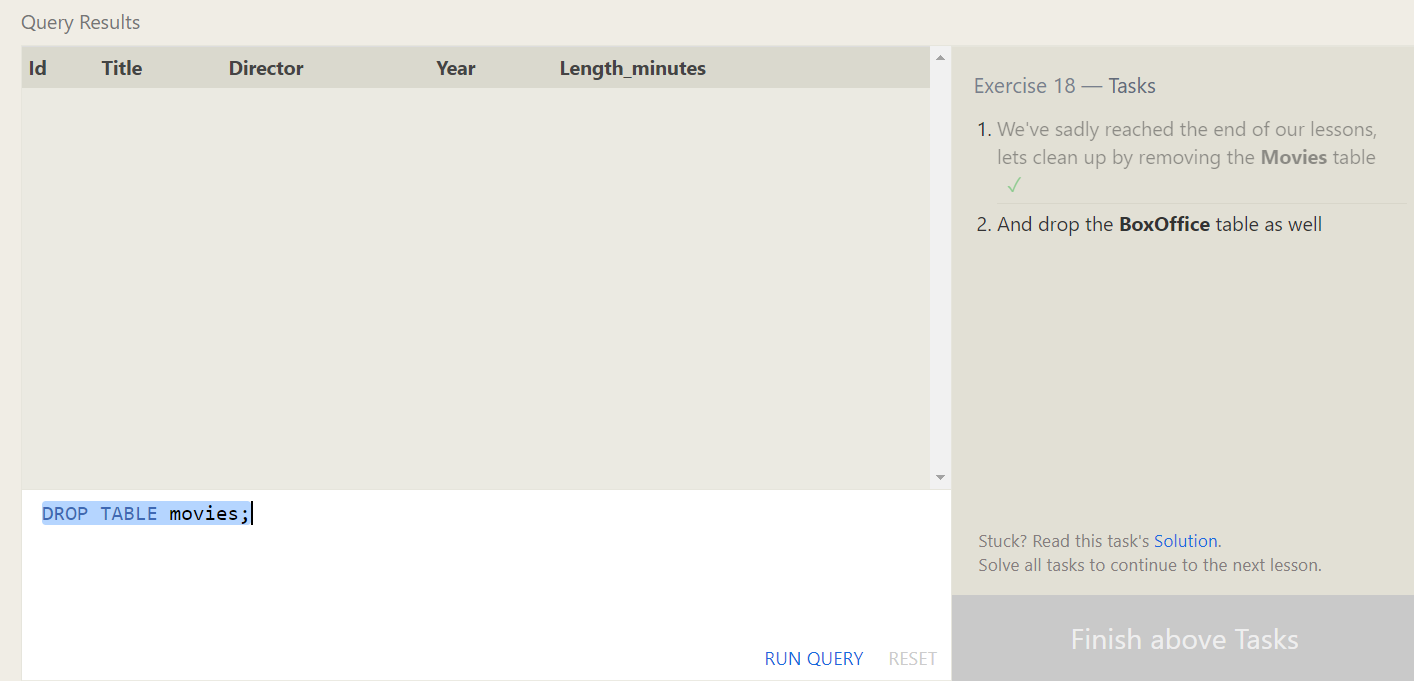 Query Results
Id Title Director Year Length_minutes
Exercise 18 — Tasks
1. We've sadly reached the end of our lessons,
lets clean up by removing the Movies table
✓
2. And drop the BoxOffice table as well
DROP TABLE movies;
Stuck? Read this task's Solution.
Solve all tasks to continue to the next lesson.
RUN QUERY RESET
Finish above Tasks